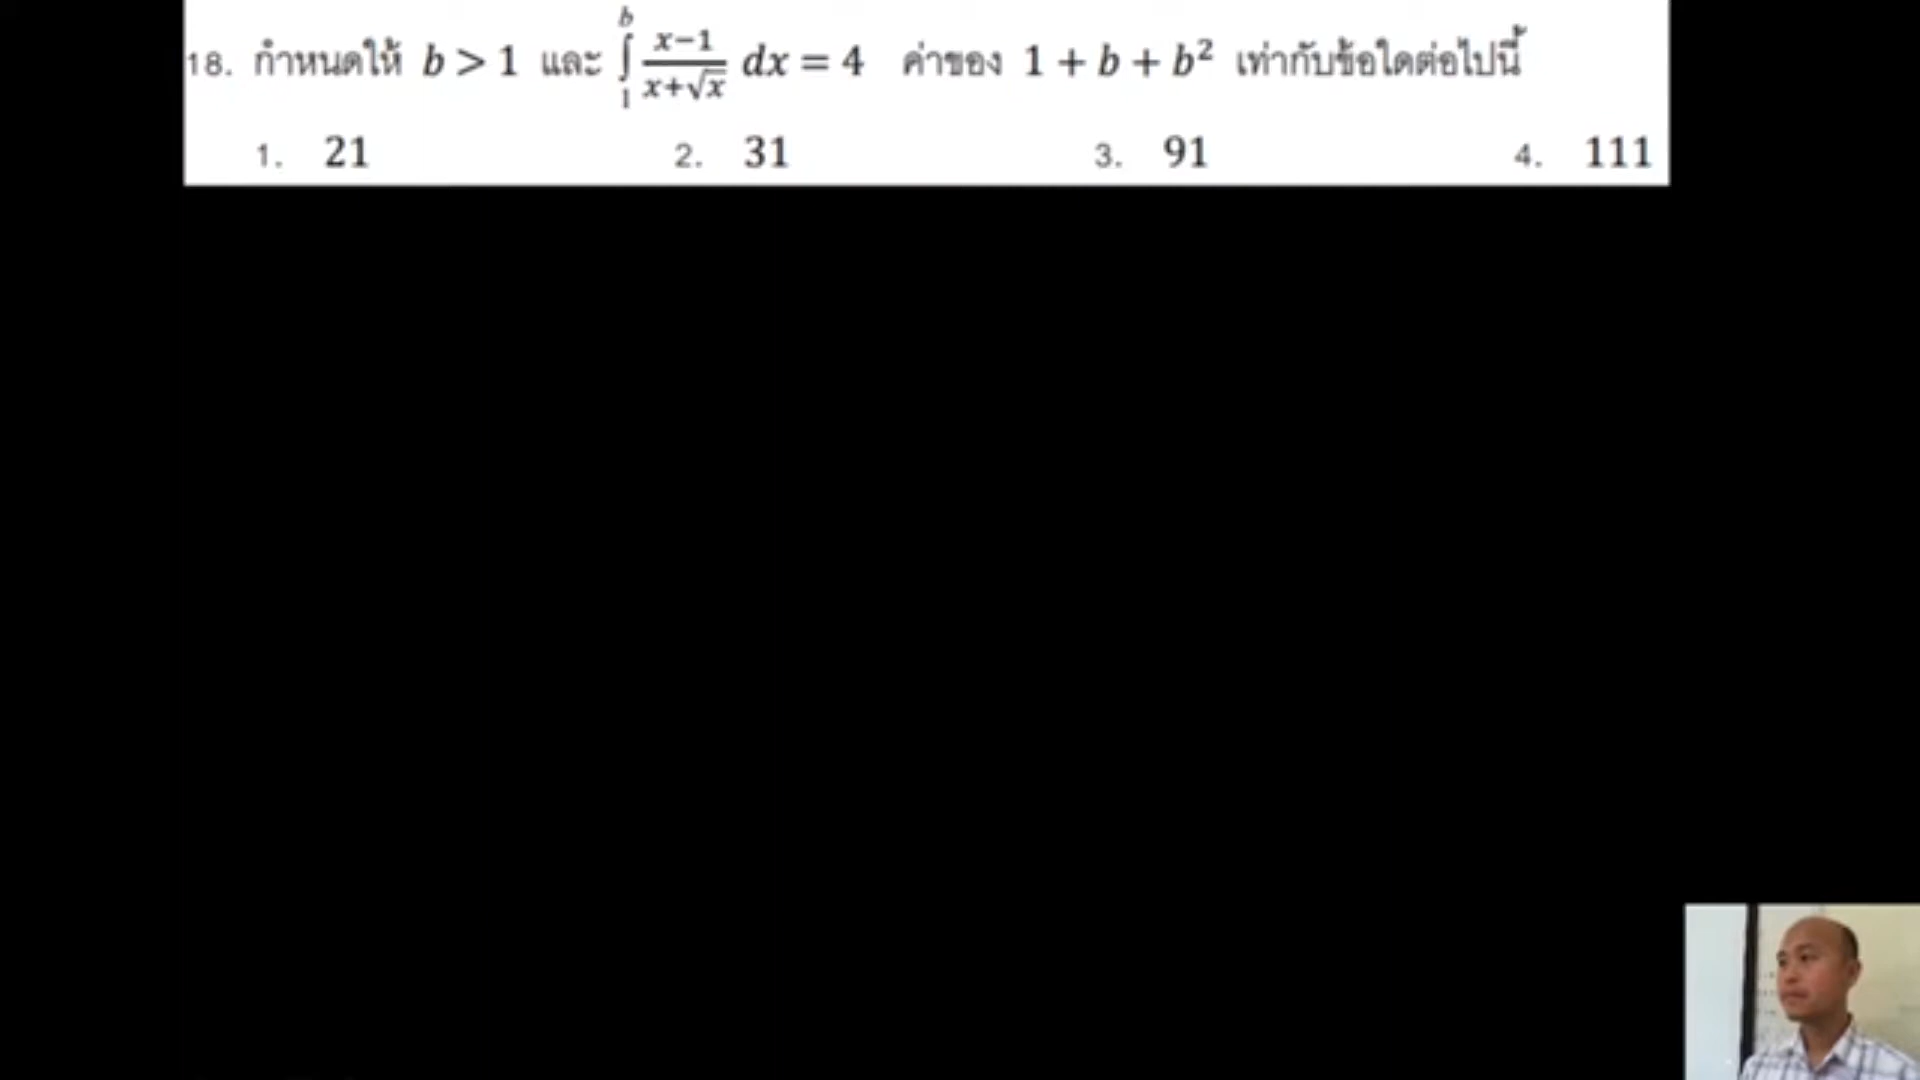 18. กำหนดให้ b > 1 และ ∫₁ᵇ (x−1)/(x+√x) dx = 4 ค่าของ 1 + b + b² เท่ากับข้อใดต่อไปนี้
1. 21 2. 31 3. 91 4. 111